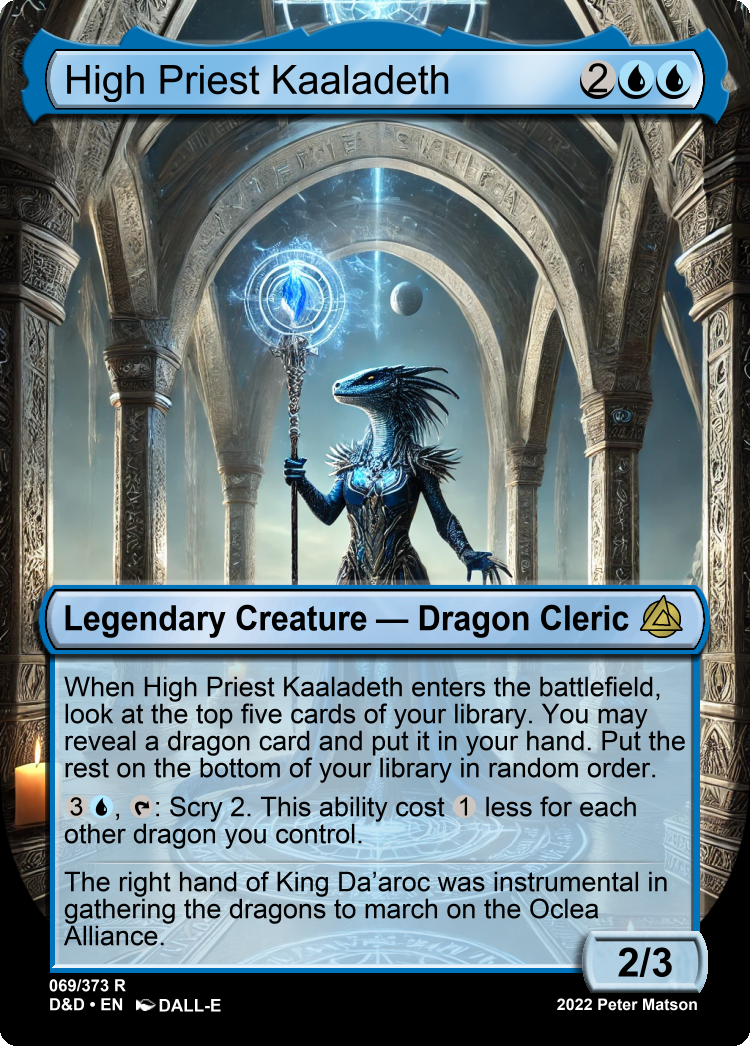 High Priest Kaaladeth 2
Legendary Creature — Dragon Cleric
When High Priest Kaaladeth enters the battlefield,
look at the top five cards of your library. You may
reveal a dragon card and put it in your hand. Put the
rest on the bottom of your library in random order.
3 , : Scry 2. This ability cost 1 less for each
other dragon you control.
The right hand of King Da'aroc was instrumental in
gathering the dragons to march on the Oclea
Alliance.
2/3
069/373 R
D&D • EN DALL-E
2022 Peter Matson